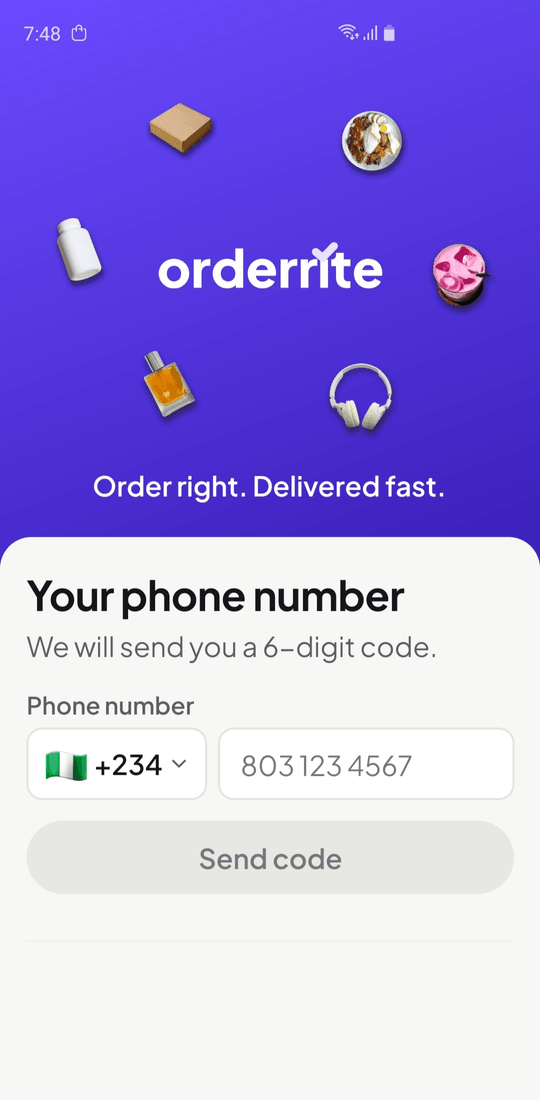 7:48
orderrite
Order right. Delivered fast.
Your phone number
We will send you a 6-digit code.
Phone number
+234
803 123 4567
Send code